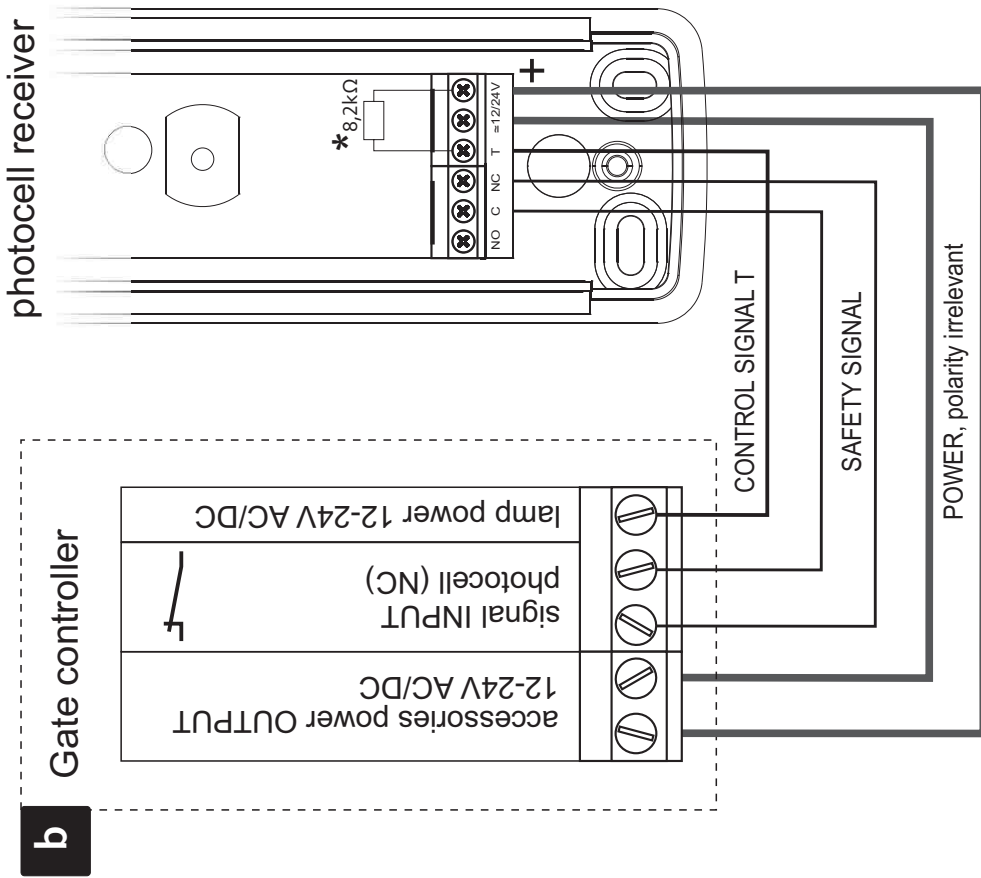 b
Gate controller
accessories power OUTPUT
12-24V AC/DC
signal INPUT
photocell (NC)
lamp power 12-24V AC/DC
photocell receiver
*8,2kΩ
NO C NC T ≂12/24V
+
CONTROL SIGNAL T
SAFETY SIGNAL
POWER, polarity irrelevant